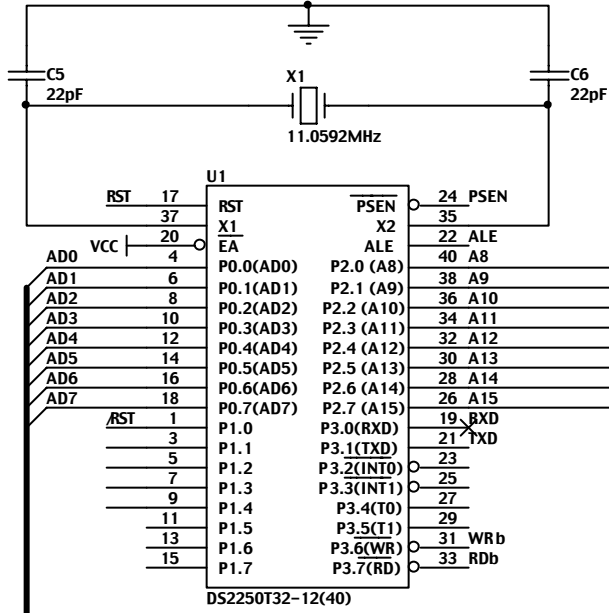 C5
22pF
X1
11.0592MHz
C6
22pF
U1
RST 17 RST PSEN 24 PSEN
37 X1 X2 35
VCC 20 EA ALE 22 ALE
AD0 4 P0.0(AD0) P2.0 (A8) 40 A8
AD1 6 P0.1(AD1) P2.1 (A9) 38 A9
AD2 8 P0.2(AD2) P2.2 (A10) 36 A10
AD3 10 P0.3(AD3) P2.3 (A11) 34 A11
AD4 12 P0.4(AD4) P2.4 (A12) 32 A12
AD5 14 P0.5(AD5) P2.5 (A13) 30 A13
AD6 16 P0.6(AD6) P2.6 (A14) 28 A14
AD7 18 P0.7(AD7) P2.7 (A15) 26 A15
/RST 1 P1.0 P3.0(RXD) 19 RXD
3 P1.1 P3.1(TXD) 21 TXD
5 P1.2 P3.2(INT0) 23
7 P1.3 P3.3(INT1) 25
9 P1.4 P3.4(T0) 27
11 P1.5 P3.5(T1) 29
13 P1.6 P3.6(WR) 31 WRb
15 P1.7 P3.7(RD) 33 RDb
DS2250T32-12(40)